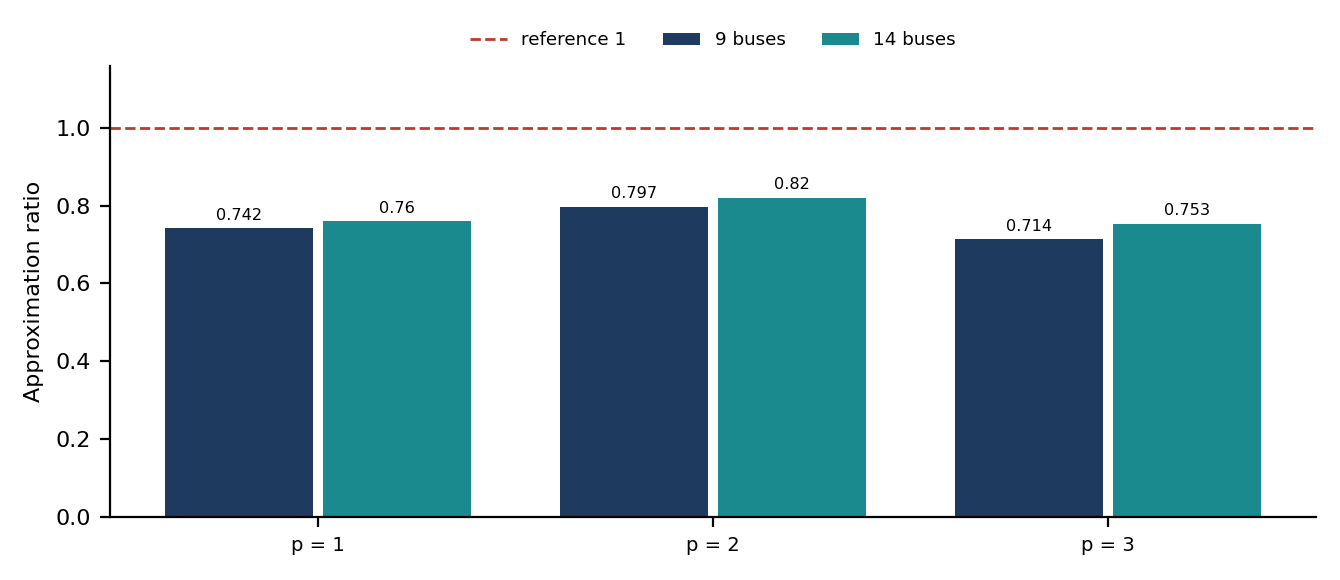 reference 1 9 buses 14 buses
Approximation ratio
1.0
0.8
0.6
0.4
0.2
0.0
0.742 0.76 0.797 0.82 0.714 0.753
p = 1 p = 2 p = 3